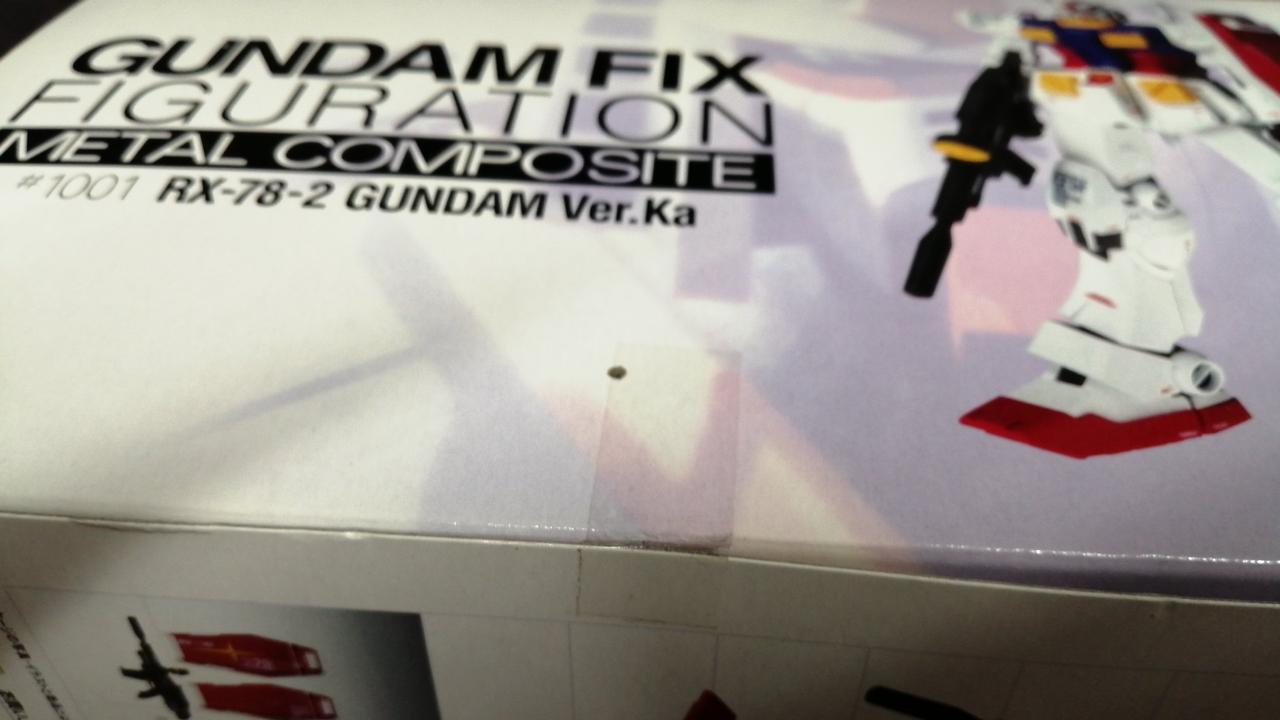 GUNDAM FIX
FIGURATION
METAL COMPOSITE
#1001 RX-78-2 GUNDAM Ver.Ka